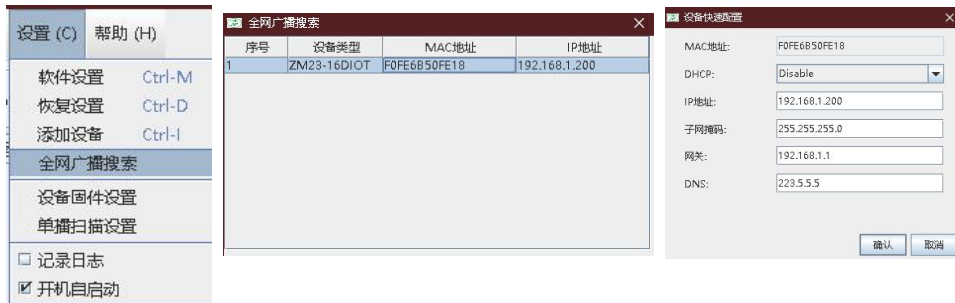 设置 (C) 帮助 (H)
软件设置 Ctrl-M
恢复设置 Ctrl-D
添加设备 Ctrl-I
全网广播搜索
设备固件设置
单播扫描设置
记录日志
开机自启动
全网广播搜索
序号 设备类型 MAC地址 IP地址
1 ZM23-16DIOT F0FE6B50FE18 192.168.1.200
设备快速配置
MAC地址: F0FE6B50FE18
DHCP: Disable
IP地址: 192.168.1.200
子网掩码: 255.255.255.0
网关: 192.168.1.1
DNS: 223.5.5.5
确认 取消